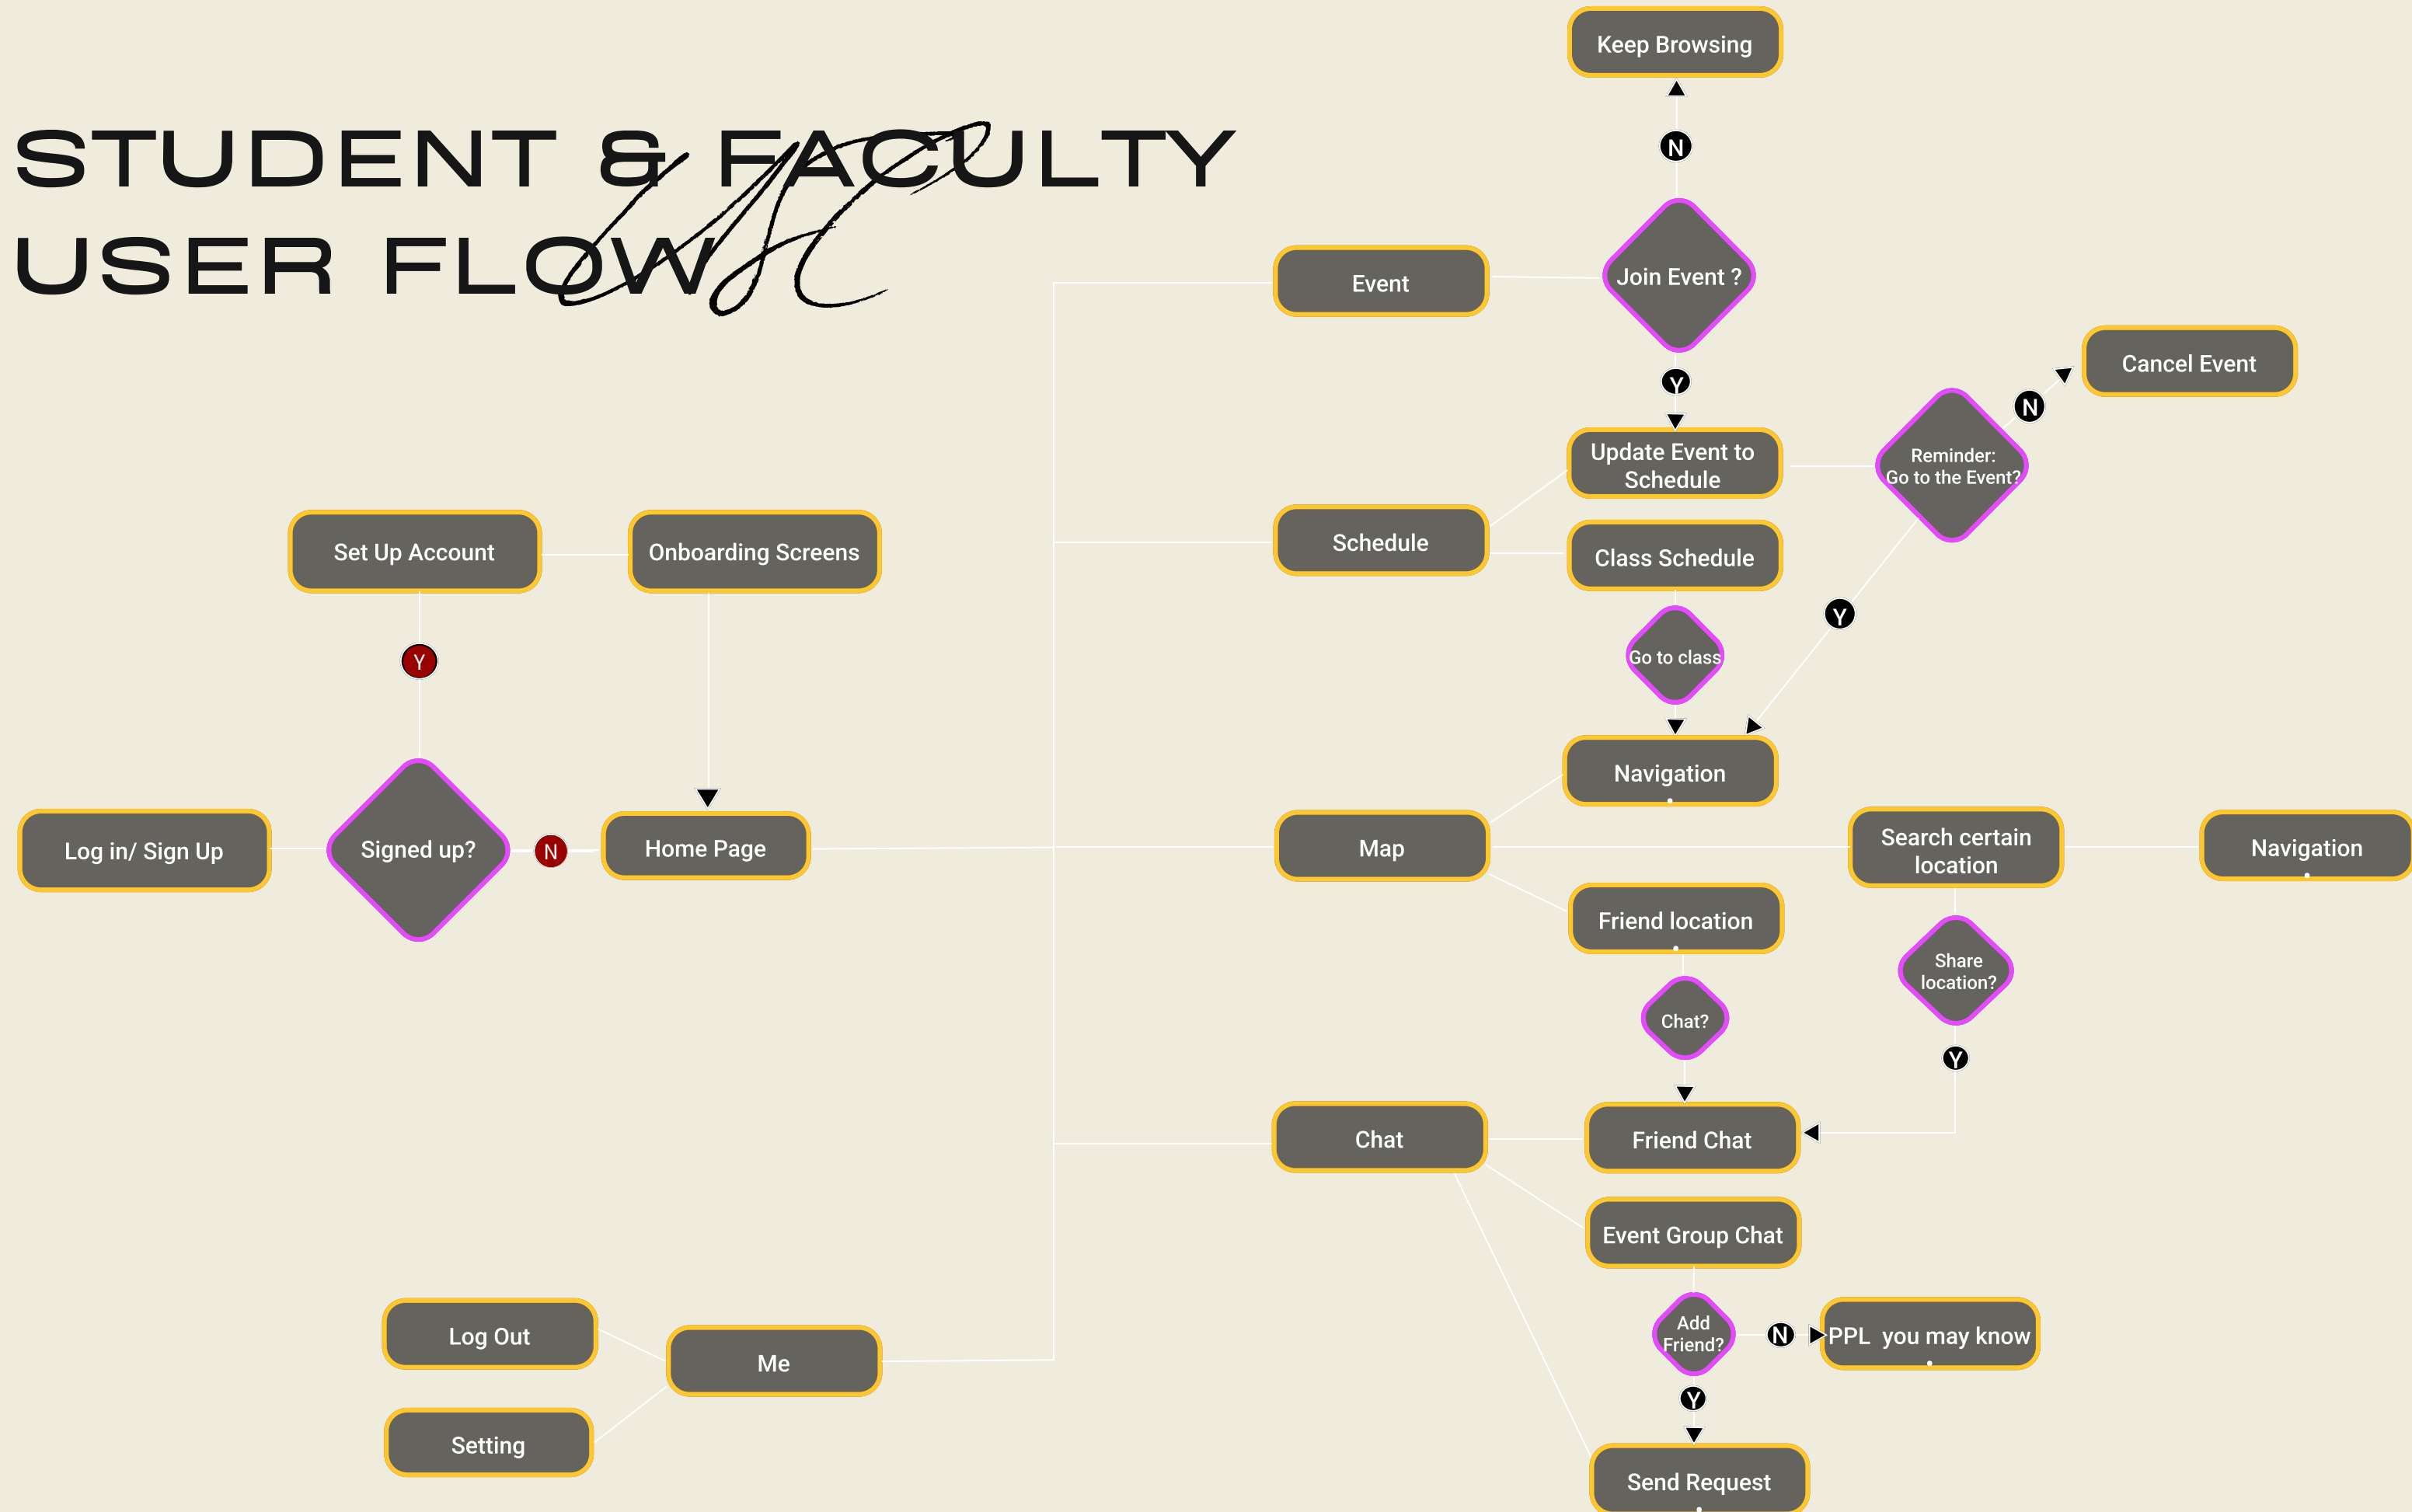 STUDENT & FACULTY
USER FLOW
Keep Browsing
N
Event
Join Event ?
Y
Cancel Event
N
Update Event to
Schedule
Reminder:
Go to the Event?
Schedule
Class Schedule
Y
Go to class
Navigation
Set Up Account
Onboarding Screens
Y
Log in/ Sign Up
Signed up?
N
Home Page
Map
Search certain
location
Navigation
Friend location
Share
location?
Chat?
Y
Chat
Friend Chat
Event Group Chat
Add
Friend?
N
PPL you may know
Y
Send Request
Log Out
Me
Setting